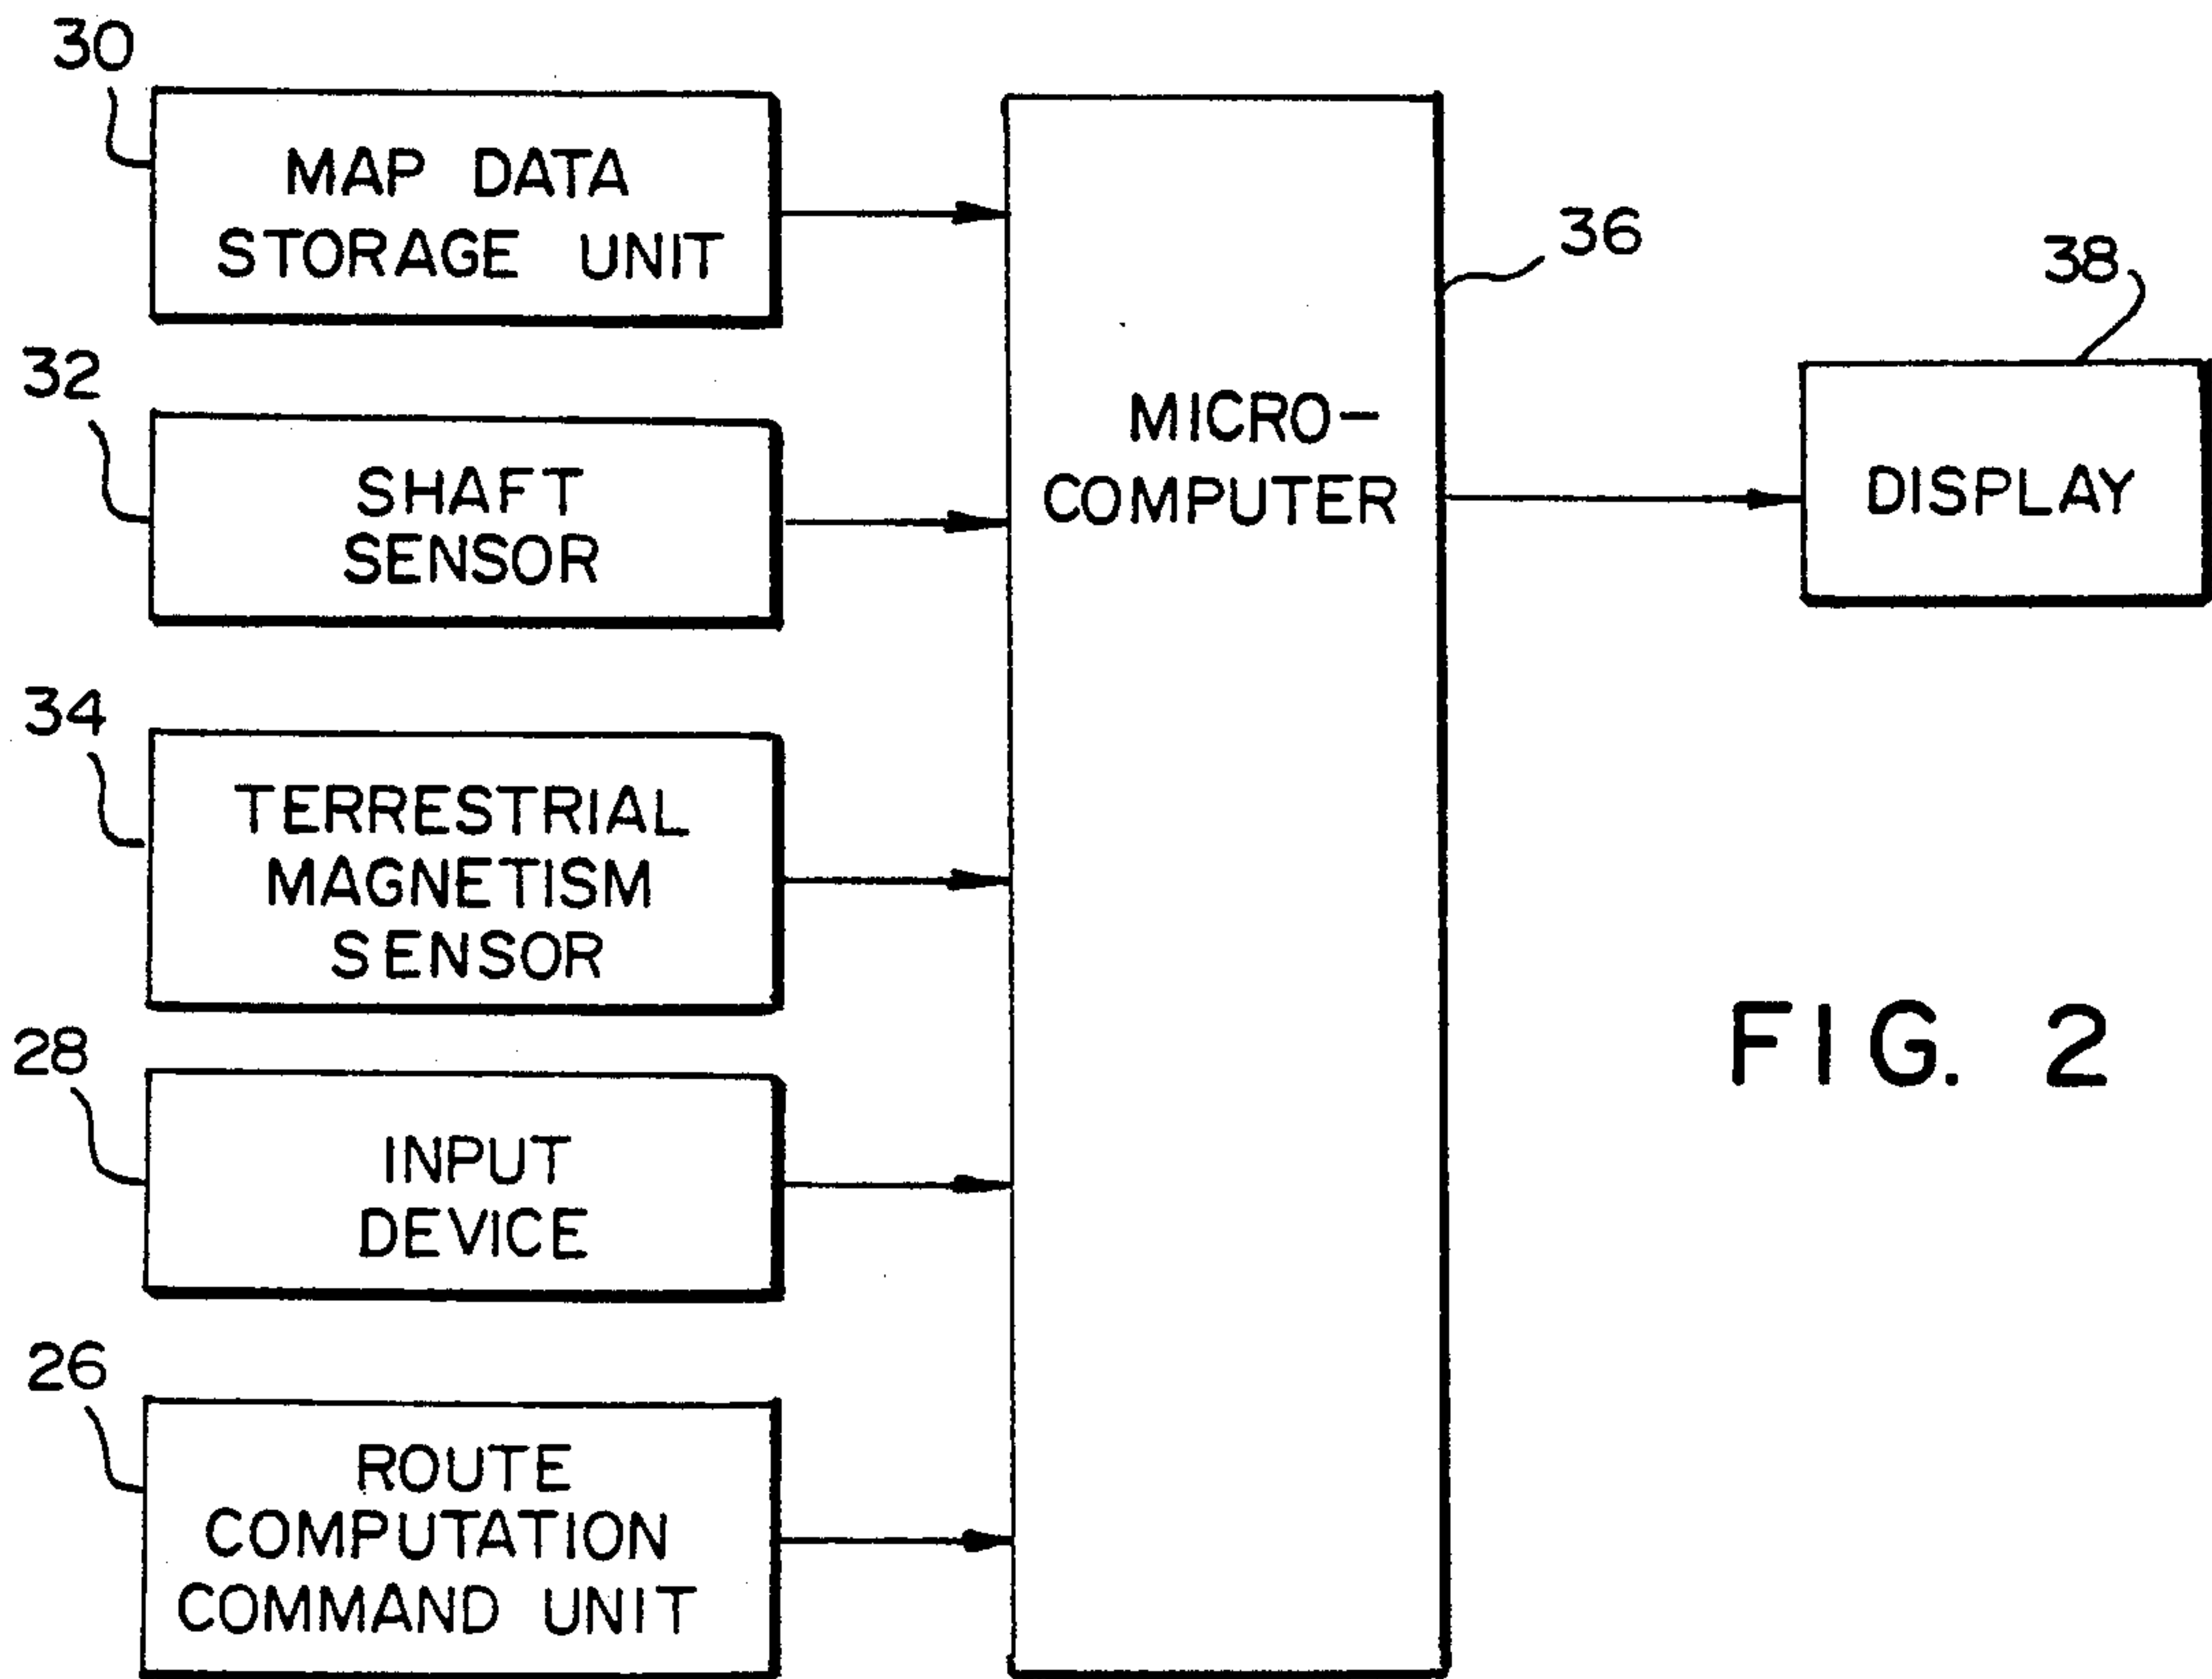 30
MAP DATA
STORAGE UNIT
32
SHAFT
SENSOR
34
TERRESTRIAL
MAGNETISM
SENSOR
28
INPUT
DEVICE
26
ROUTE
COMPUTATION
COMMAND UNIT
MICRO-
COMPUTER
36
38
DISPLAY
FIG. 2